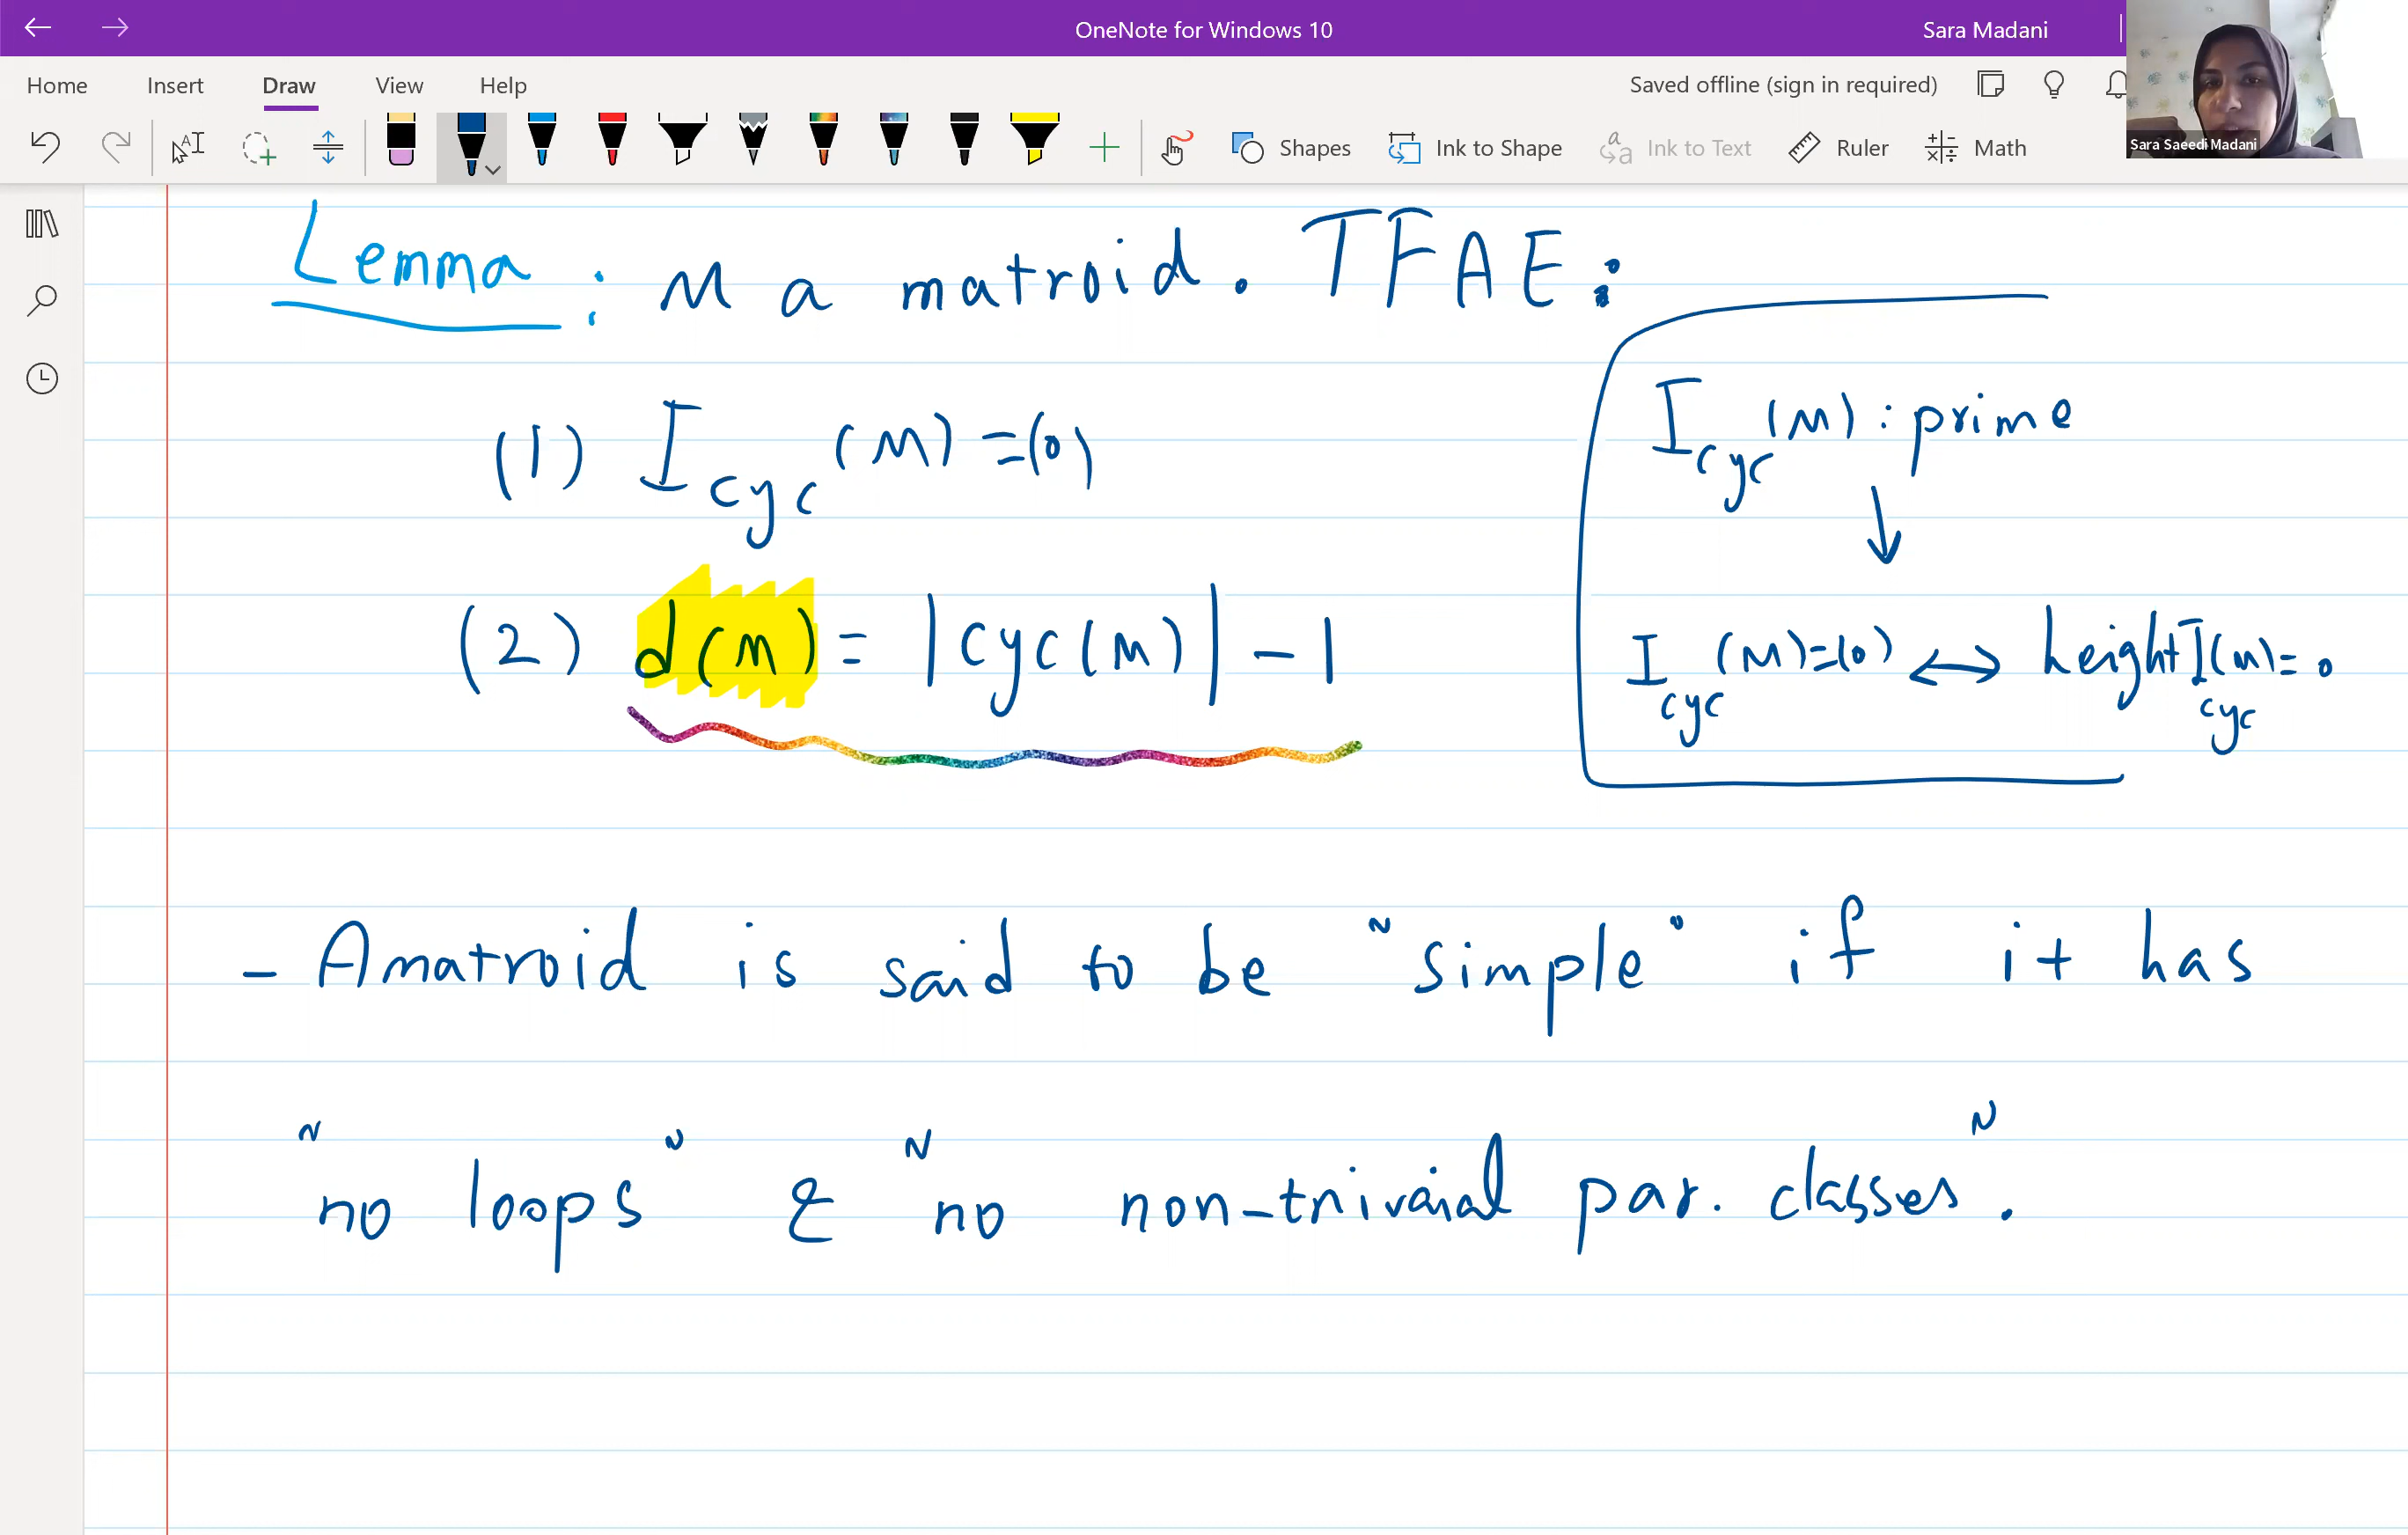 OneNote for Windows 10
Sara Madani
Home Insert Draw View Help
Saved offline (sign in required)
Shapes Ink to Shape Ink to Text Ruler Math
Sara Saeedi Madani
Lemma : M a matroid. TFAE :
(1) I_cyc (M) = (0)
(2) d(M) = |cyc(M)| - 1
I_cyc (M) : prime
↓
I_cyc (M)=(0) ↔ height I_cyc (M)= 0
- A matroid is said to be "simple" if it has
"no loops" & "no non-trivial par. classes".